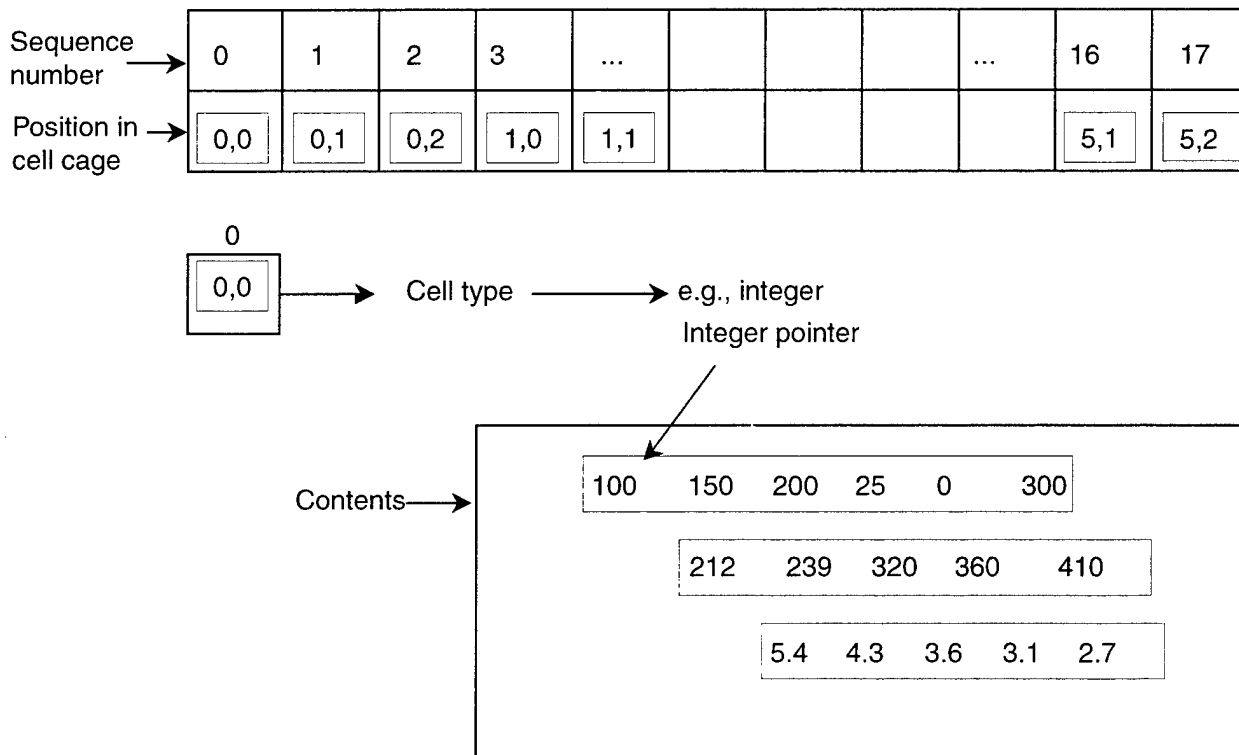 Sequence number
0 1 2 3 ... ... 16 17
Position in cell cage
0,0 0,1 0,2 1,0 1,1 5,1 5,2
0
0,0 Cell type e.g., integer
Integer pointer
Contents
100 150 200 25 0 300
212 239 320 360 410
5.4 4.3 3.6 3.1 2.7